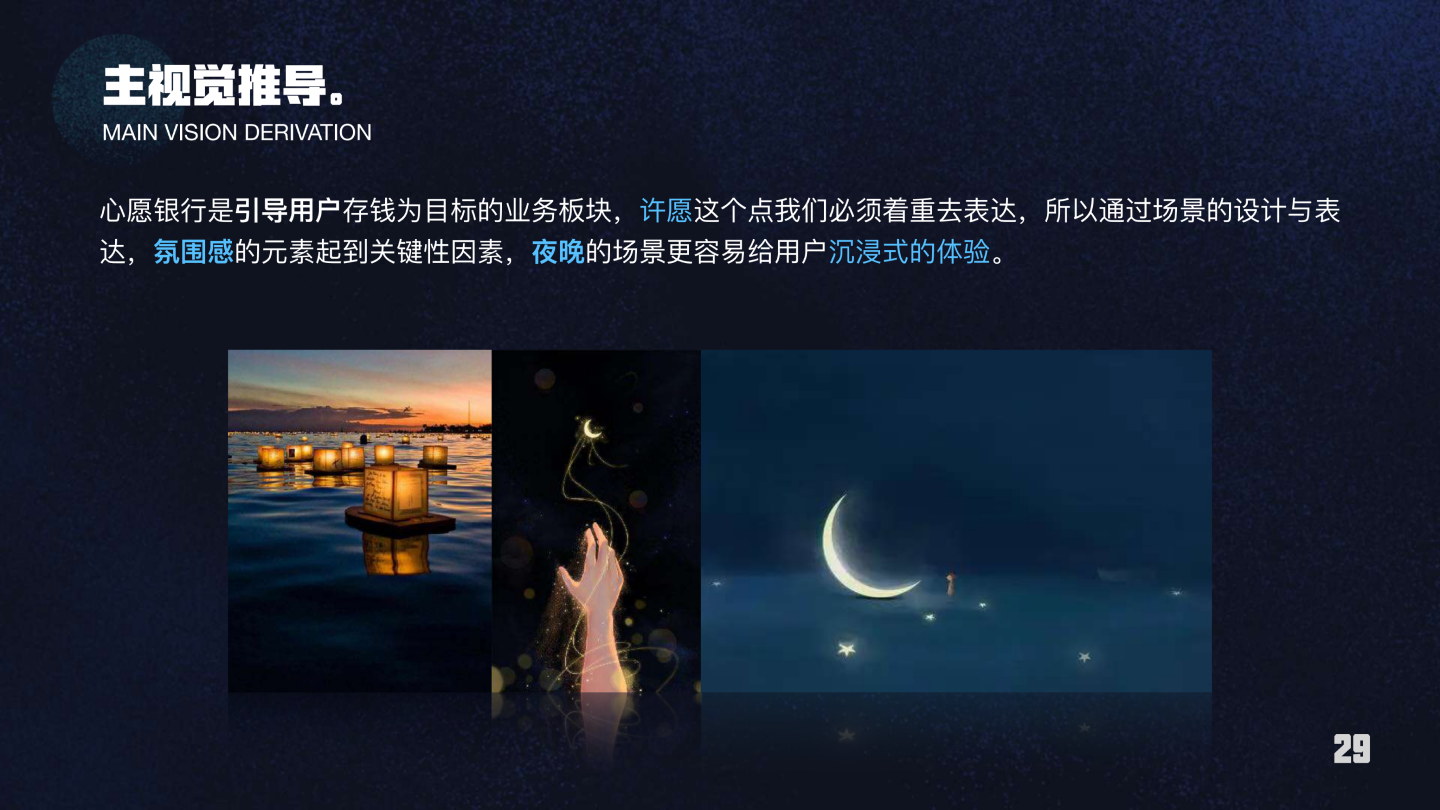 主视觉推导。
MAIN VISION DERIVATION
心愿银行是引导用户存钱为目标的业务板块，许愿这个点我们必须着重去表达，所以通过场景的设计与表
达，氛围感的元素起到关键性因素，夜晚的场景更容易给用户沉浸式的体验。
29